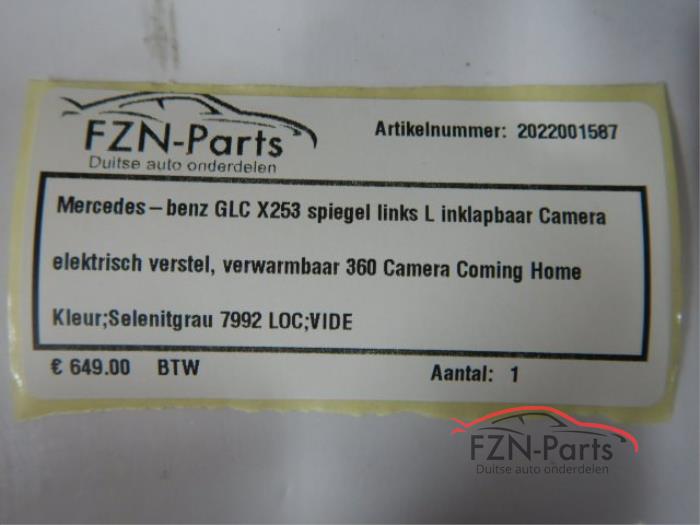 FZN-Parts
Duitse auto onderdelen
Artikelnummer: 2022001587
Mercedes-benz GLC X253 spiegel links L inklapbaar Camera
elektrisch verstel, verwarmbaar 360 Camera Coming Home
Kleur;Selenitgrau 7992 LOC;VIDE
€ 649.00 BTW
Aantal: 1
FZN-Parts
Duitse auto onderdelen